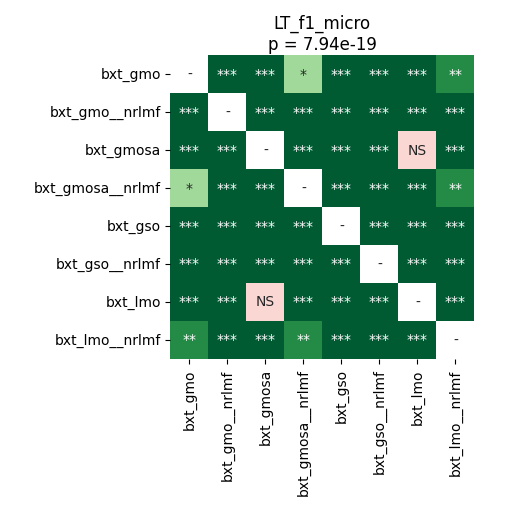 LT_f1_micro
p = 7.94e-19
bxt_gmo - *** *** * *** *** *** **
bxt_gmo__nrlmf *** - *** *** *** *** *** ***
bxt_gmosa *** *** - *** *** *** NS ***
bxt_gmosa__nrlmf * *** *** - *** *** *** **
bxt_gso *** *** *** *** - *** *** ***
bxt_gso__nrlmf *** *** *** *** *** - *** ***
bxt_lmo *** *** NS *** *** *** - ***
bxt_lmo__nrlmf ** *** *** ** *** *** *** -
bxt_gmo
bxt_gmo__nrlmf
bxt_gmosa
bxt_gmosa__nrlmf
bxt_gso
bxt_gso__nrlmf
bxt_lmo
bxt_lmo__nrlmf